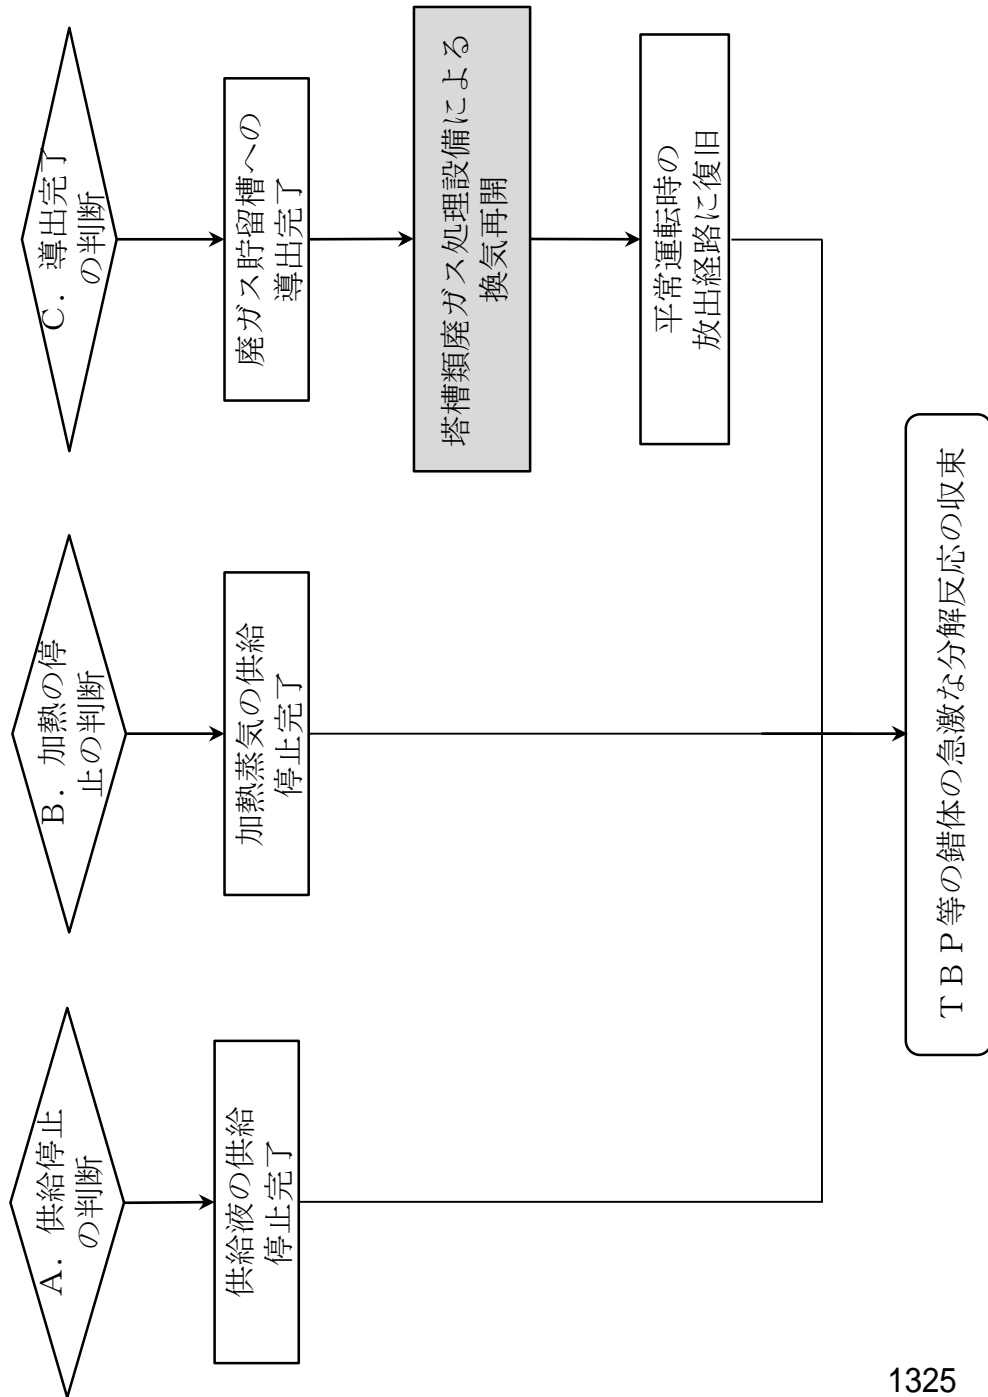 A．供給停止
の判断
供給液の供給
停止完了
B．加熱の停
止の判断
加熱蒸気の供給
停止完了
C．導出完了
の判断
廃ガス貯留槽への
導出完了
塔槽類廃ガス処理設備による
換気再開
平常運転時の
放出経路に復旧
ＴＢＰ等の錯体の急激な分解反応の収束
1325